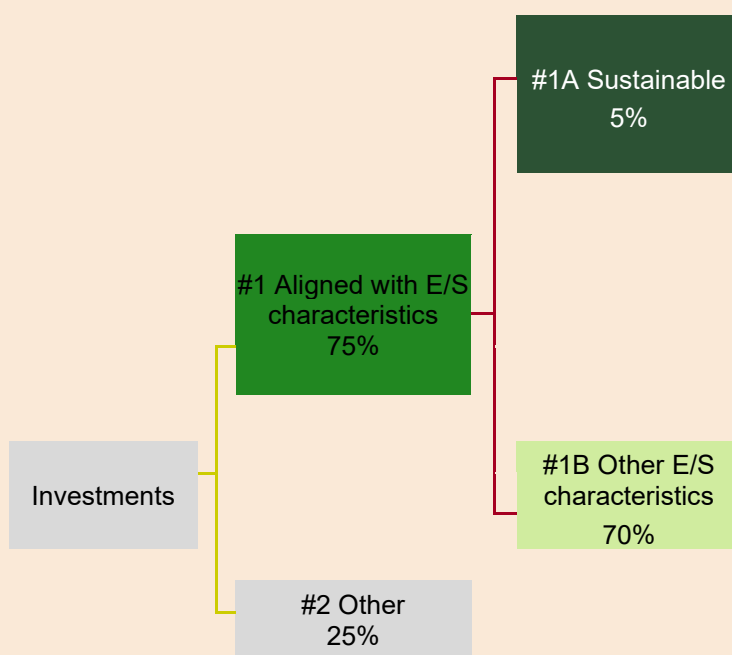 #1A Sustainable
5%
#1 Aligned with E/S
characteristics
75%
#1B Other E/S
characteristics
70%
Investments
#2 Other
25%